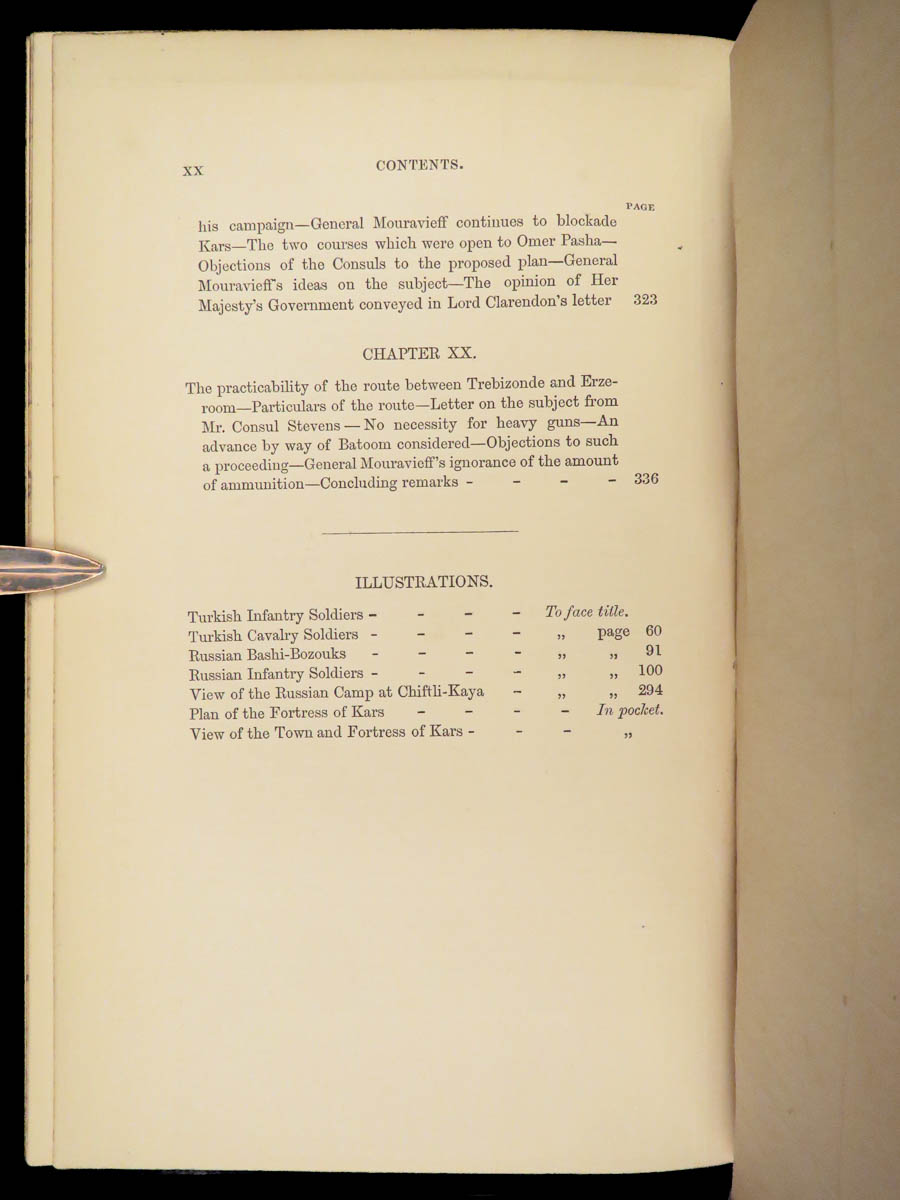 XX CONTENTS.
PAGE
his campaign—General Mouravieff continues to blockade
Kars—The two courses which were open to Omer Pasha—
Objections of the Consuls to the proposed plan—General
Mouravieff's ideas on the subject—The opinion of Her
Majesty's Government conveyed in Lord Clarendon's letter 323
CHAPTER XX.
The practicability of the route between Trebizonde and Erze-
room—Particulars of the route—Letter on the subject from
Mr. Consul Stevens — No necessity for heavy guns—An
advance by way of Batoom considered—Objections to such
a proceeding—General Mouravieff's ignorance of the amount
of ammunition—Concluding remarks - - - - 336
ILLUSTRATIONS.
Turkish Infantry Soldiers - - - - To face title.
Turkish Cavalry Soldiers - - - - „ page 60
Russian Bashi-Bozouks - - - - „ „ 91
Russian Infantry Soldiers - - - - „ „ 100
View of the Russian Camp at Chiftli-Kaya - „ „ 294
Plan of the Fortress of Kars - - - - In pocket.
View of the Town and Fortress of Kars - - - „